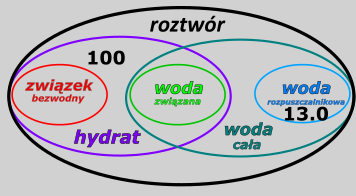 roztwór
100
związek
bezwodny
woda
związana
woda
rozpuszczalnikowa
13.0
hydrat
woda
cała